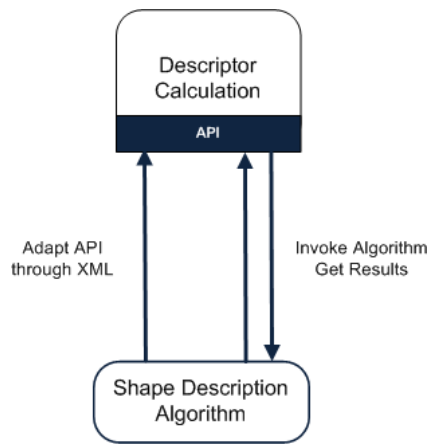 Descriptor
Calculation
API
Adapt API
through XML
Invoke Algorithm
Get Results
Shape Description
Algorithm